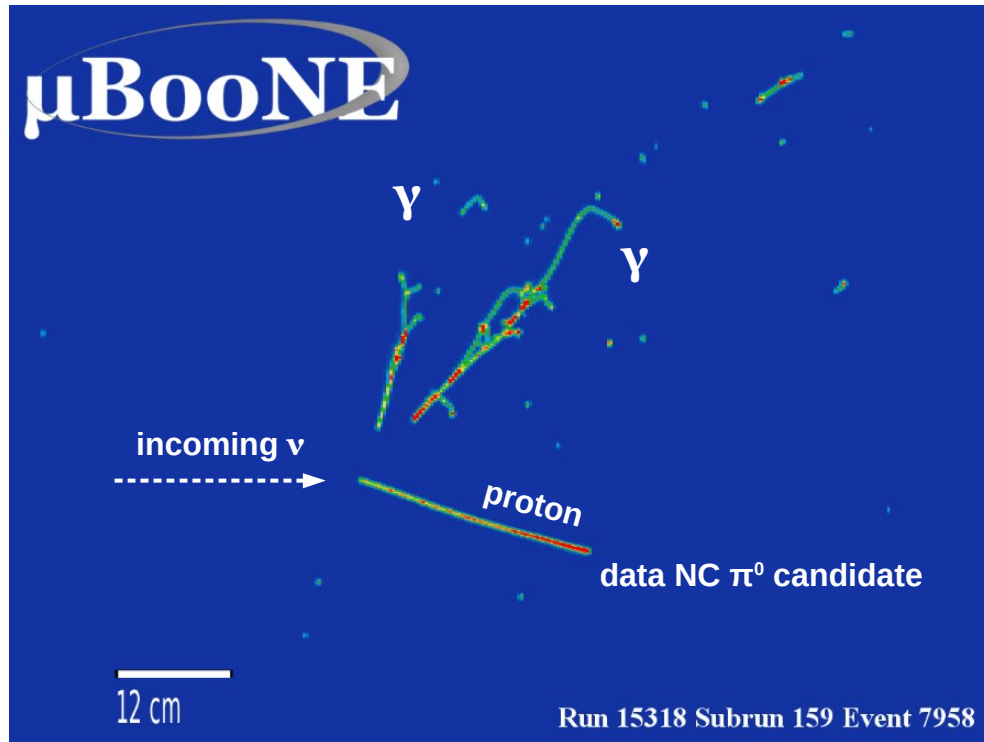 μBooNE
γ
γ
incoming ν
proton
data NC π⁰ candidate
12 cm
Run 15318 Subrun 159 Event 7958